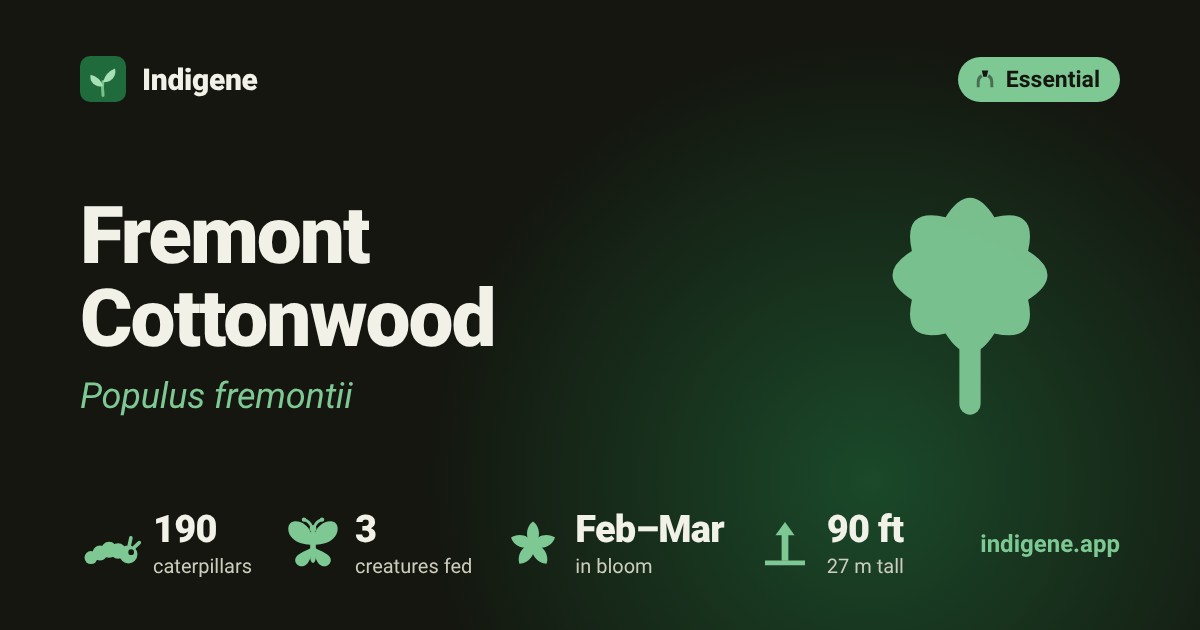 Indigene
Essential
Fremont
Cottonwood
Populus fremontii
190
caterpillars
3
creatures fed
Feb–Mar
in bloom
90 ft
27 m tall
indigene.app